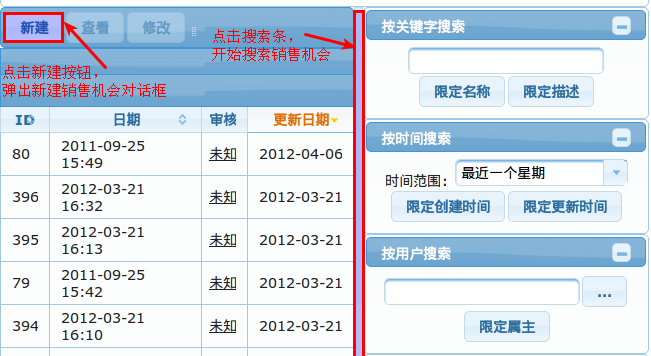 新建 查看 修改
点击搜索条，
开始搜索销售机会
点击新建按钮，
弹出新建销售机会对话框
ID 日期 审核 更新日期
80 2011-09-25 15:49 未知 2012-04-06
396 2012-03-21 16:32 未知 2012-03-21
395 2012-03-21 16:13 未知 2012-03-21
79 2011-09-25 15:42 未知 2012-03-21
394 2012-03-21 16:10 未知 2012-03-21
按关键字搜索
限定名称 限定描述
按时间搜索
时间范围: 最近一个星期
限定创建时间 限定更新时间
按用户搜索
...
限定属主